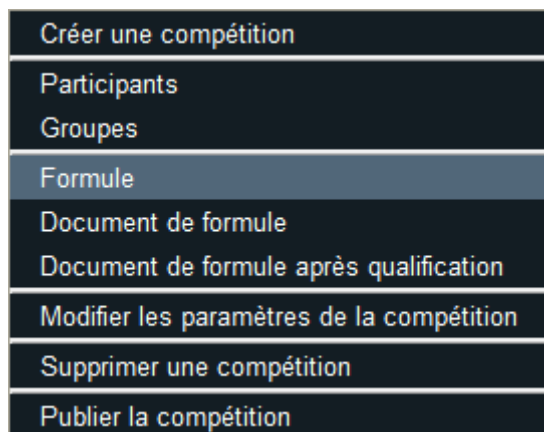 Créer une compétition
Participants
Groupes
Formule
Document de formule
Document de formule après qualification
Modifier les paramètres de la compétition
Supprimer une compétition
Publier la compétition